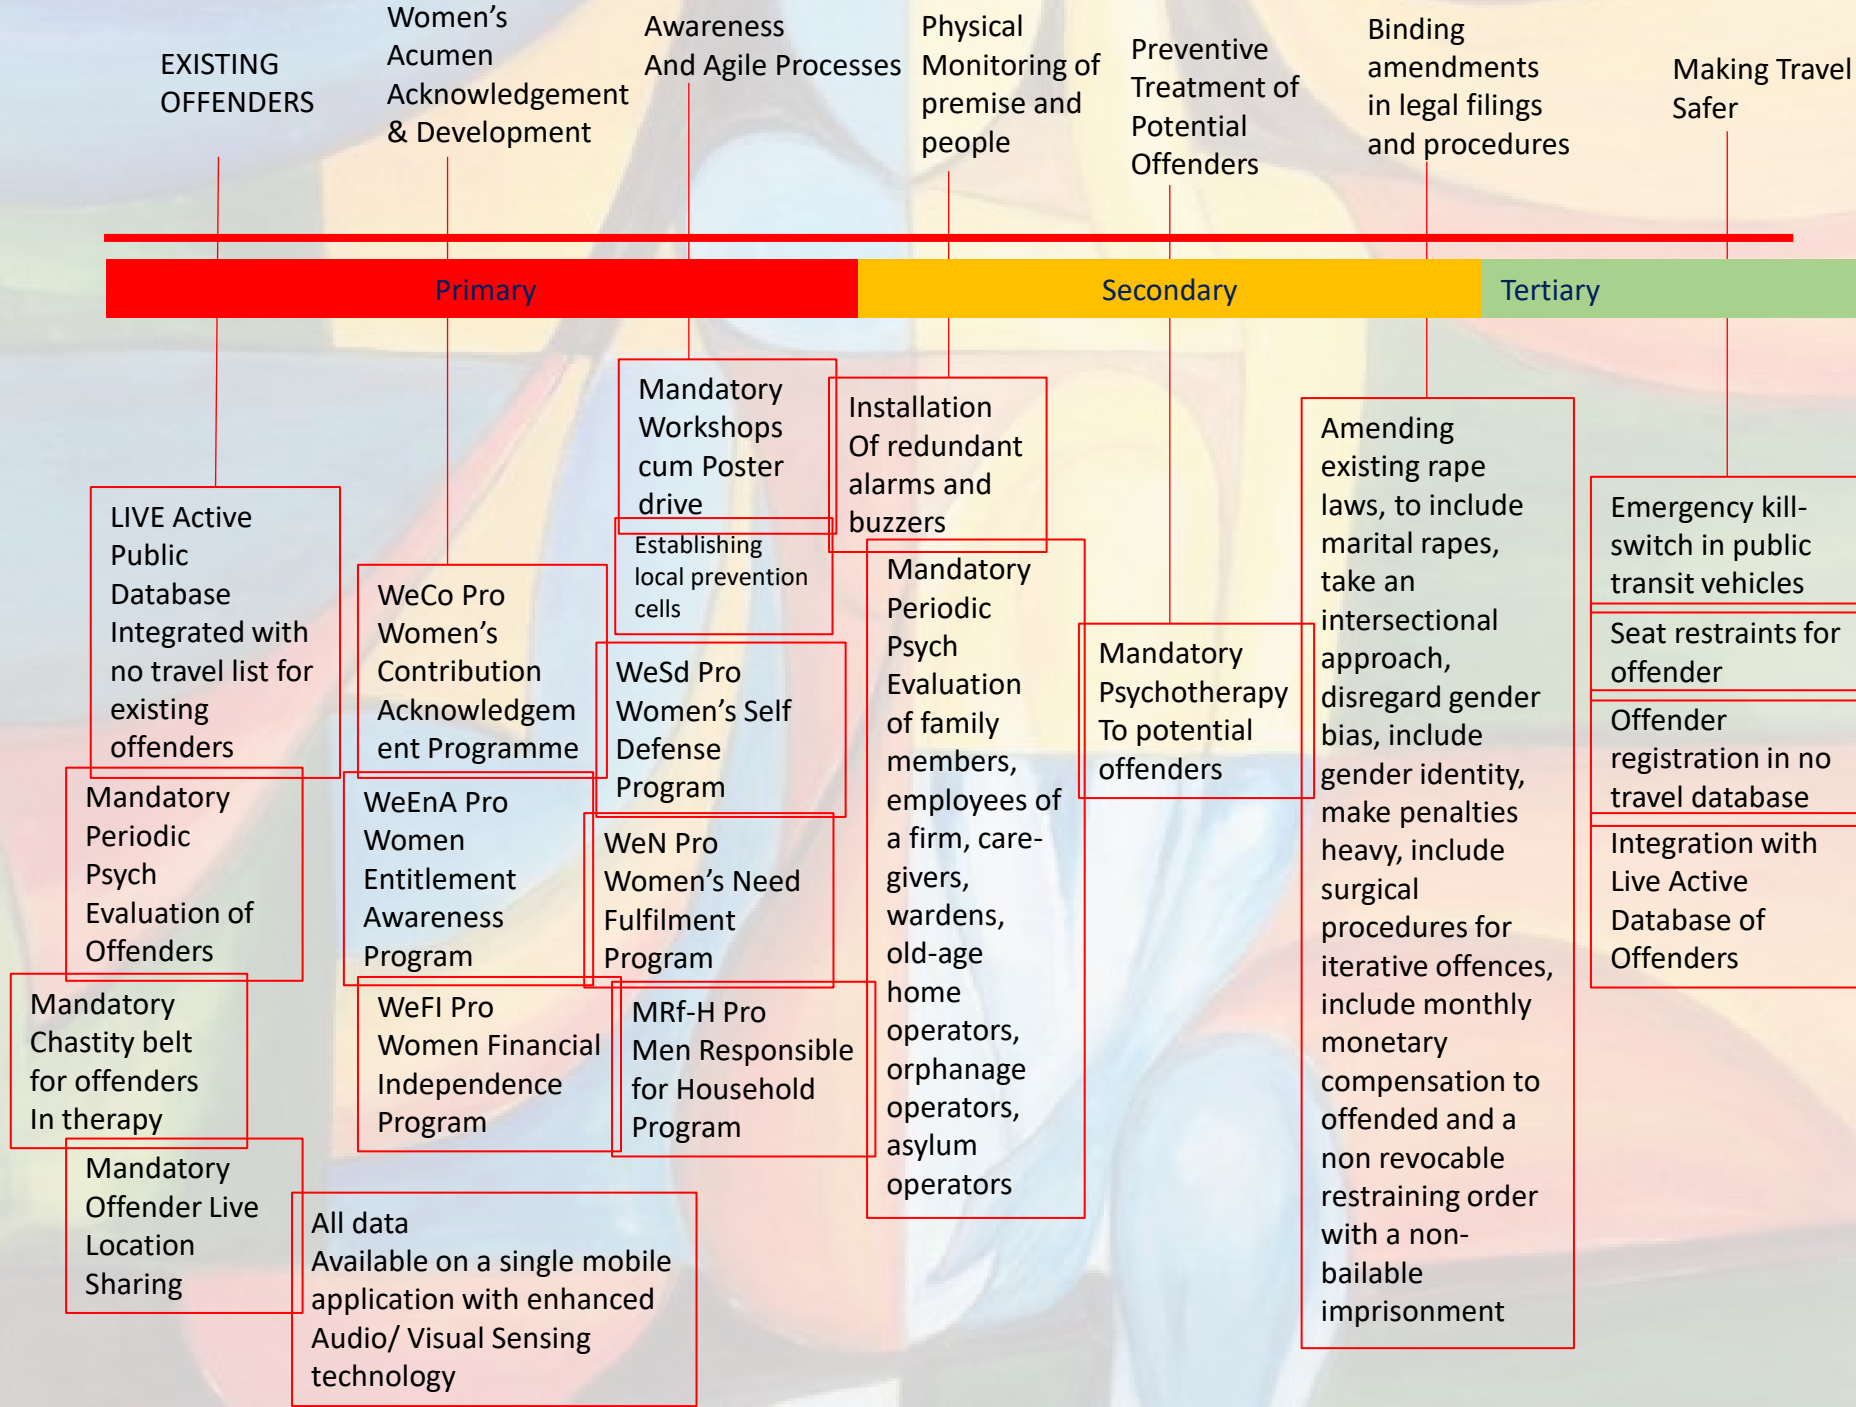 EXISTING
OFFENDERS
Women's
Acumen
Acknowledgement
& Development
Awareness
And Agile Processes
Physical
Monitoring of
premise and
people
Preventive
Treatment of
Potential
Offenders
Binding
amendments
in legal filings
and procedures
Making Travel
Safer
Primary
Secondary
Tertiary
LIVE Active
Public
Database
Integrated with
no travel list for
existing
offenders
Mandatory
Periodic
Psych
Evaluation of
Offenders
Mandatory
Chastity belt
for offenders
In therapy
Mandatory
Offender Live
Location
Sharing
WeCo Pro
Women's
Contribution
Acknowledgem
ent Programme
WeEnA Pro
Women
Entitlement
Awareness
Program
WeFI Pro
Women Financial
Independence
Program
All data
Available on a single mobile
application with enhanced
Audio/ Visual Sensing
technology
Mandatory
Workshops
cum Poster
drive
Establishing
local prevention
cells
WeSd Pro
Women's Self
Defense
Program
WeN Pro
Women's Need
Fulfilment
Program
MRf-H Pro
Men Responsible
for Household
Program
Installation
Of redundant
alarms and
buzzers
Mandatory
Periodic
Psych
Evaluation
of family
members,
employees of
a firm, care-
givers,
wardens,
old-age
home
operators,
orphanage
operators,
asylum
operators
Mandatory
Psychotherapy
To potential
offenders
Amending
existing rape
laws, to include
marital rapes,
take an
intersectional
approach,
disregard gender
bias, include
gender identity,
make penalties
heavy, include
surgical
procedures for
iterative offences,
include monthly
monetary
compensation to
offended and a
non revocable
restraining order
with a non-
bailable
imprisonment
Emergency kill-
switch in public
transit vehicles
Seat restraints for
offender
Offender
registration in no
travel database
Integration with
Live Active
Database of
Offenders